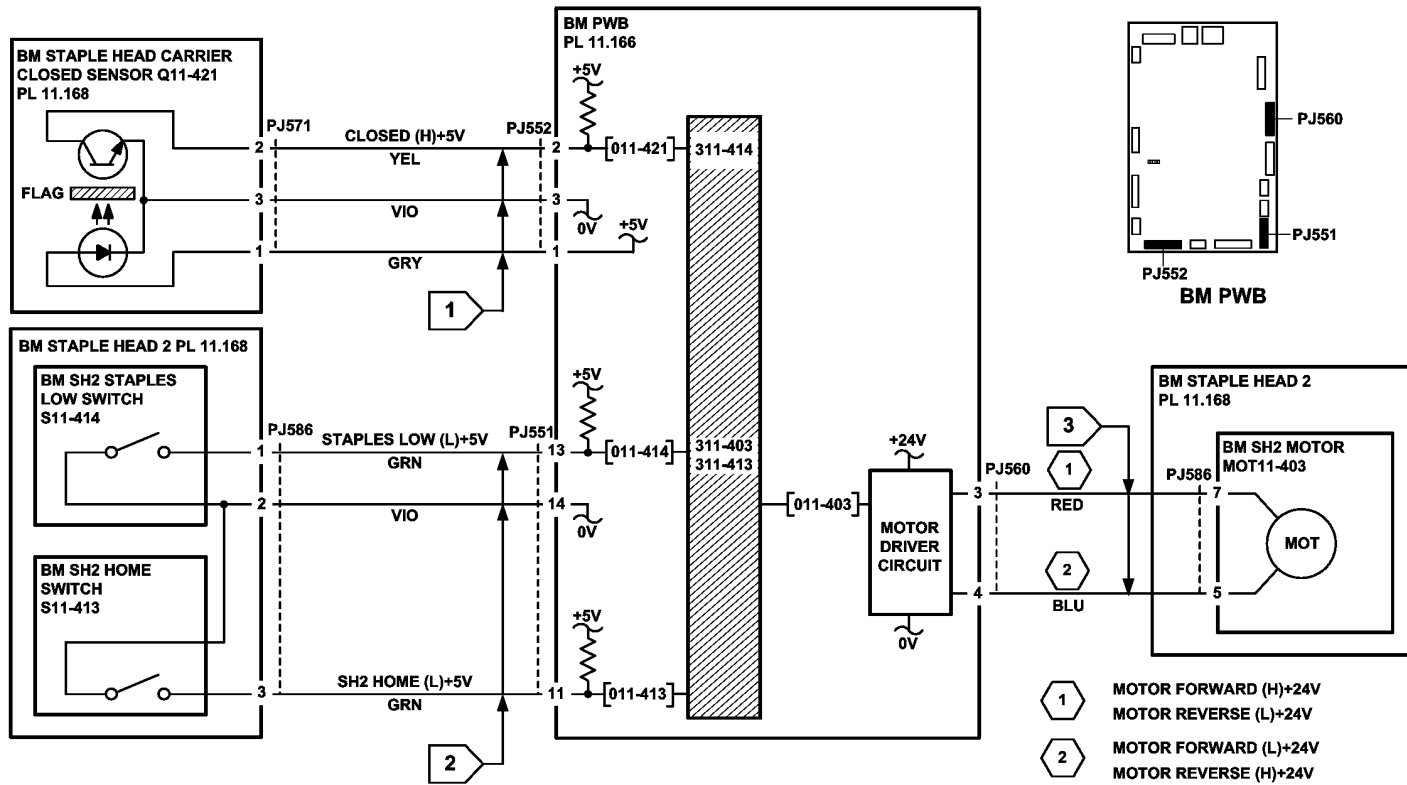 BM STAPLE HEAD CARRIER
CLOSED SENSOR Q11-421
PL 11.168
FLAG
2
3
1
PJ571
CLOSED (H)+5V
YEL
VIO
GRY
1
PJ552
2
3
1
BM PWB
PL 11.166
+5V
[011-421]
311-414
0V
+5V
BM STAPLE HEAD 2 PL 11.168
BM SH2 STAPLES
LOW SWITCH
S11-414
BM SH2 HOME
SWITCH
S11-413
1
2
3
PJ586
STAPLES LOW (L)+5V
GRN
VIO
SH2 HOME (L)+5V
GRN
2
PJ551
13
14
11
+5V
[011-414]
0V
+5V
[011-413]
311-403
311-413
[011-403]
+24V
MOTOR
DRIVER
CIRCUIT
0V
3
4
PJ560
3
1
RED
2
BLU
PJ586
BM STAPLE HEAD 2
PL 11.168
BM SH2 MOTOR
MOT11-403
7
5
MOT
PJ560
PJ551
PJ552
BM PWB
1
MOTOR FORWARD (H)+24V
MOTOR REVERSE (L)+24V
2
MOTOR FORWARD (L)+24V
MOTOR REVERSE (H)+24V